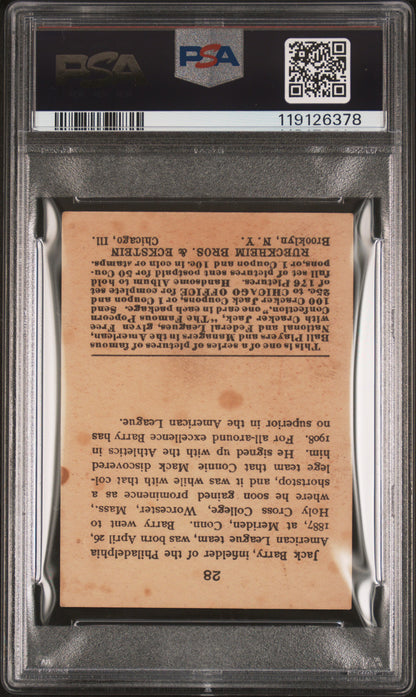 PSA
PSA
119126378
28
Jack Barry, infielder of the Philadelphia
American League team, was born April 26,
1887, at Meriden, Conn. Barry went to
Holy Cross College, Worcester, Mass.,
where he soon gained prominence as a
shortstop, and it was while with that col-
lege team that Connie Mack discovered
him. He signed up with the Athletics in
1908. For all-around excellence Barry has
no superior in the American League.
This is one of a series of pictures of famous
Ball Players and Managers in the American,
National and Federal Leagues, given Free
with Cracker Jack, "The Famous Popcorn
Confection," one card in each package. Send
100 Cracker Jack Coupons, or 1 Coupon and
25c. to CHICAGO OFFICE for complete set
of 176 Pictures. Handsome Album to hold
full set of pictures sent postpaid for 50 Cou-
pons, or 1 Coupon and 10c. in coin or stamps.
RUECKHEIM BROS. & ECKSTEIN
Brooklyn, N. Y. Chicago, Ill.